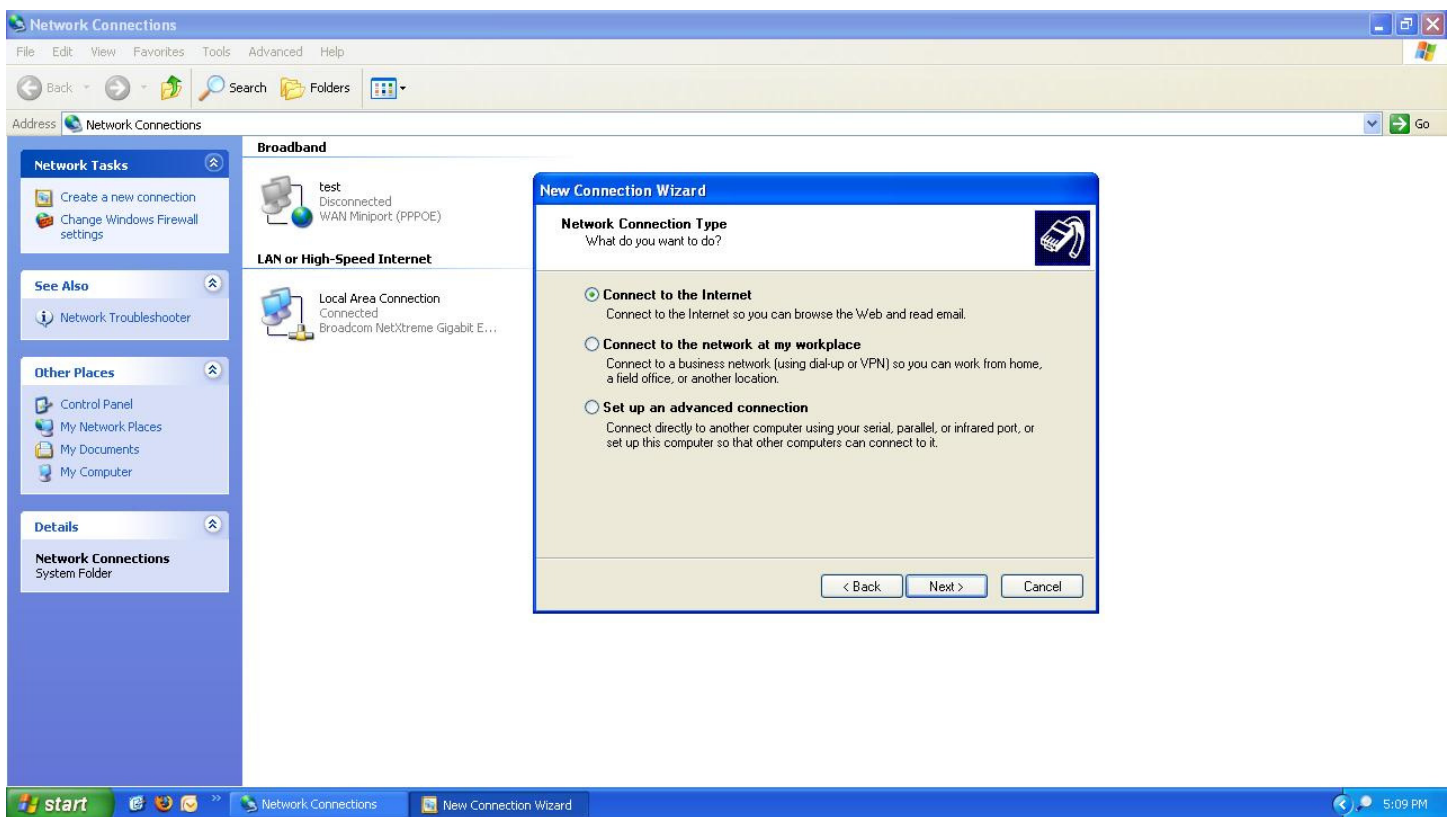 Network Connections
File Edit View Favorites Tools Advanced Help
Back Search Folders
Address Network Connections Go
Network Tasks
Create a new connection
Change Windows Firewall
settings
See Also
Network Troubleshooter
Other Places
Control Panel
My Network Places
My Documents
My Computer
Details
Network Connections
System Folder
Broadband
test
Disconnected
WAN Miniport (PPPOE)
LAN or High-Speed Internet
Local Area Connection
Connected
Broadcom NetXtreme Gigabit E...
New Connection Wizard
Network Connection Type
What do you want to do?
Connect to the Internet
Connect to the Internet so you can browse the Web and read email.
Connect to the network at my workplace
Connect to a business network (using dial-up or VPN) so you can work from home,
a field office, or another location.
Set up an advanced connection
Connect directly to another computer using your serial, parallel, or infrared port, or
set up this computer so that other computers can connect to it.
< Back Next > Cancel
start Network Connections New Connection Wizard 5:09 PM